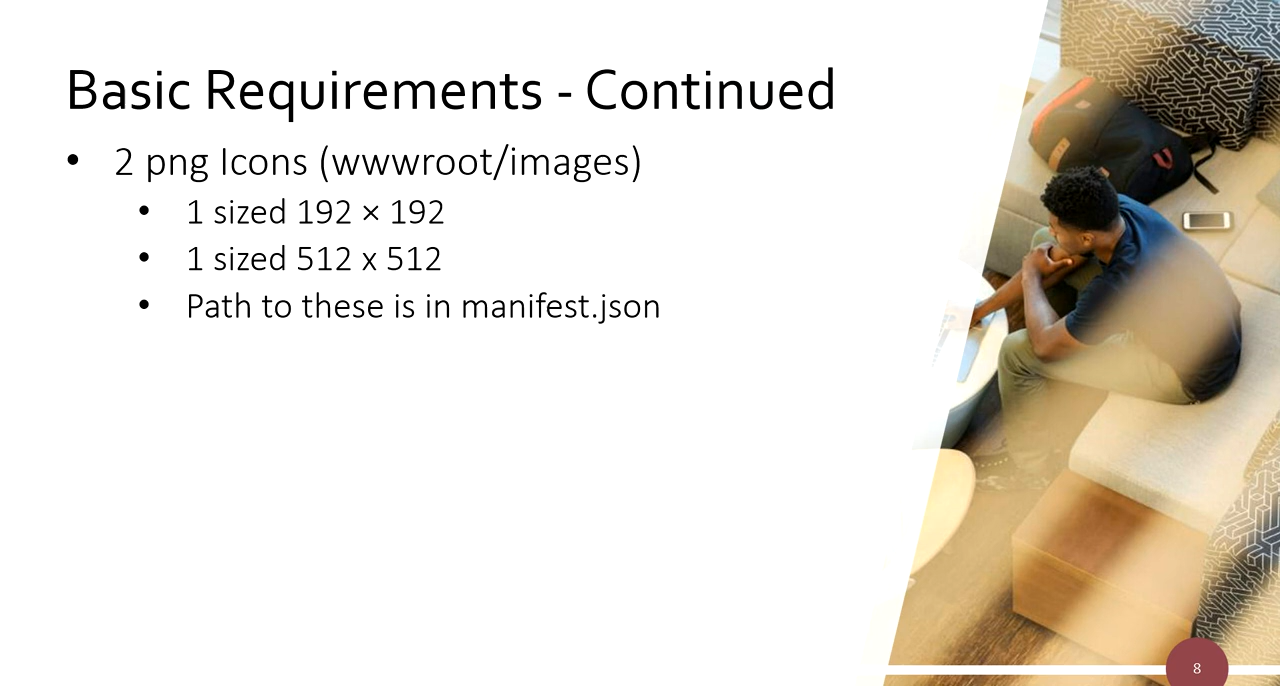 Basic Requirements - Continued
• 2 png Icons (wwwroot/images)
• 1 sized 192 × 192
• 1 sized 512 x 512
• Path to these is in manifest.json
8